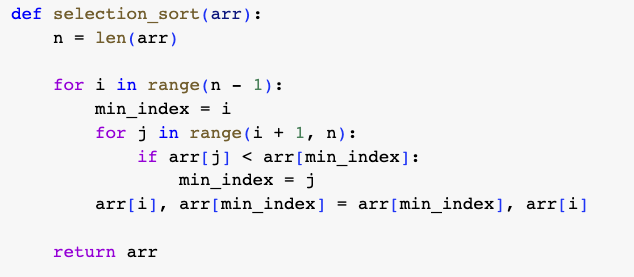 def selection_sort(arr):
    n = len(arr)

    for i in range(n - 1):
        min_index = i
        for j in range(i + 1, n):
            if arr[j] < arr[min_index]:
                min_index = j
        arr[i], arr[min_index] = arr[min_index], arr[i]

    return arr